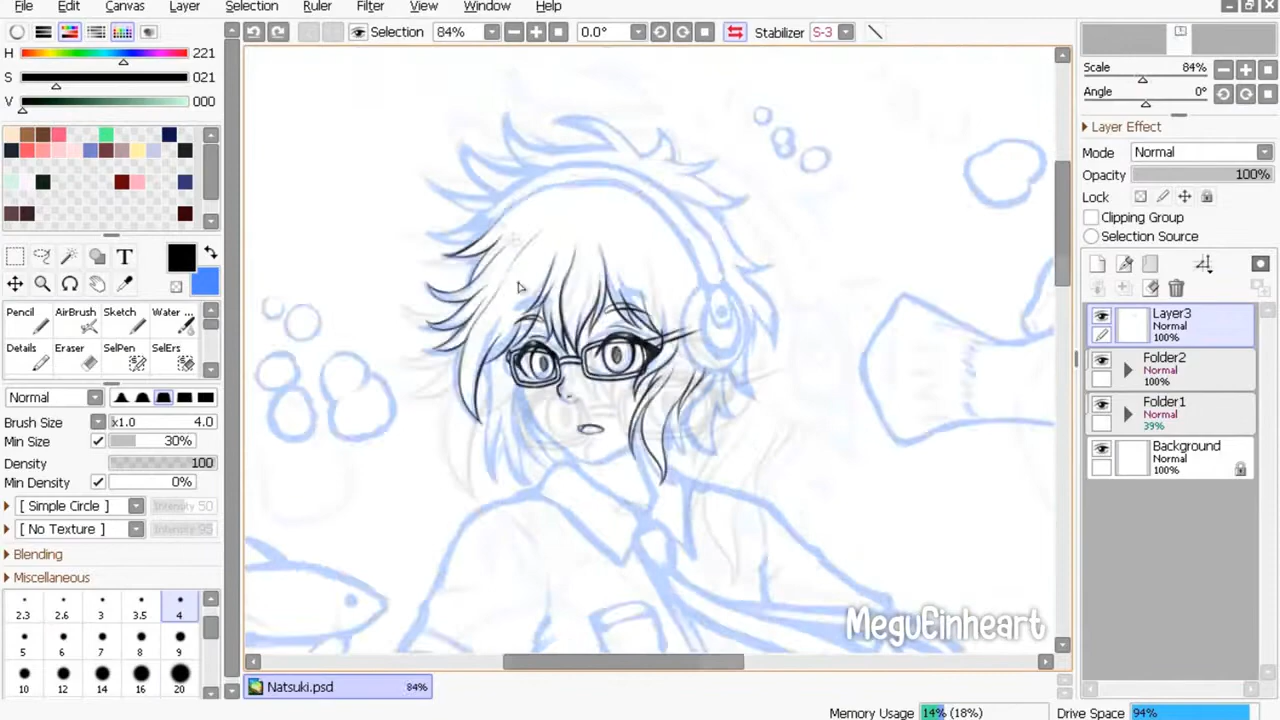 File Edit Canvas Layer Selection Ruler Filter View Window Help
Selection 84% 0.0° Stabilizer S-3
H 221
S 021
V 000
T
Pencil AirBrush Sketch Water ...
Details Eraser SelPen SelErs
Normal
Brush Size x1.0 4.0
Min Size 30%
Density 100
Min Density 0%
[ Simple Circle ] Intensity 50
[ No Texture ] Intensity 95
Blending
Miscellaneous
2.3 2.6 3 3.5 4
5 6 7 8 9
10 12 14 16 20
MeguEinheart
Natsuki.psd 84%
Memory Usage 14% (18%) Drive Space 94%
Scale 84%
Angle 0°
Layer Effect
Mode Normal
Opacity 100%
Lock
Clipping Group
Selection Source
Layer3
Normal
100%
Folder2
Normal
100%
Folder1
Normal
39%
Background
Normal
100%